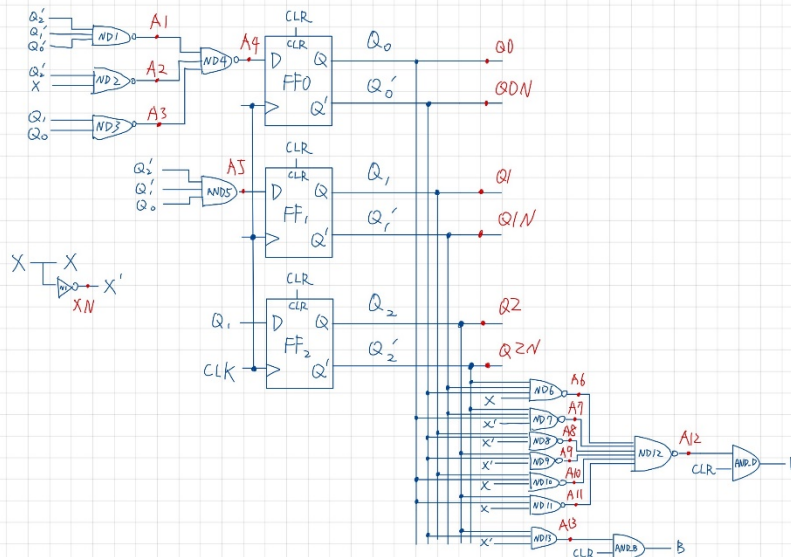 CLR
Q2' A1 Q0 Q0
Q1' ND1 A4 CLR
Q0' ND4 D Q
Q2' ND2 A2 FF0 Q0' Q0N
X Q'
Q1 ND3 A3
Q0
CLR
Q2' A5 CLR Q1 Q1
Q1' AND5 D Q
Q0 FF1 Q1' Q1N
X X Q'
N1 X'
XN
CLR
CLR Q2 Q2
Q1 D Q
FF2 Q2' Q2N
CLK Q'
ND6 A6
X
ND7 A7
X'
ND8 A8 A12
X' ND12 AND.D
ND9 A9 CLR
X'
ND10 A10
X
ND11 A11
X
ND13 A13
X' AND.B B
CLR